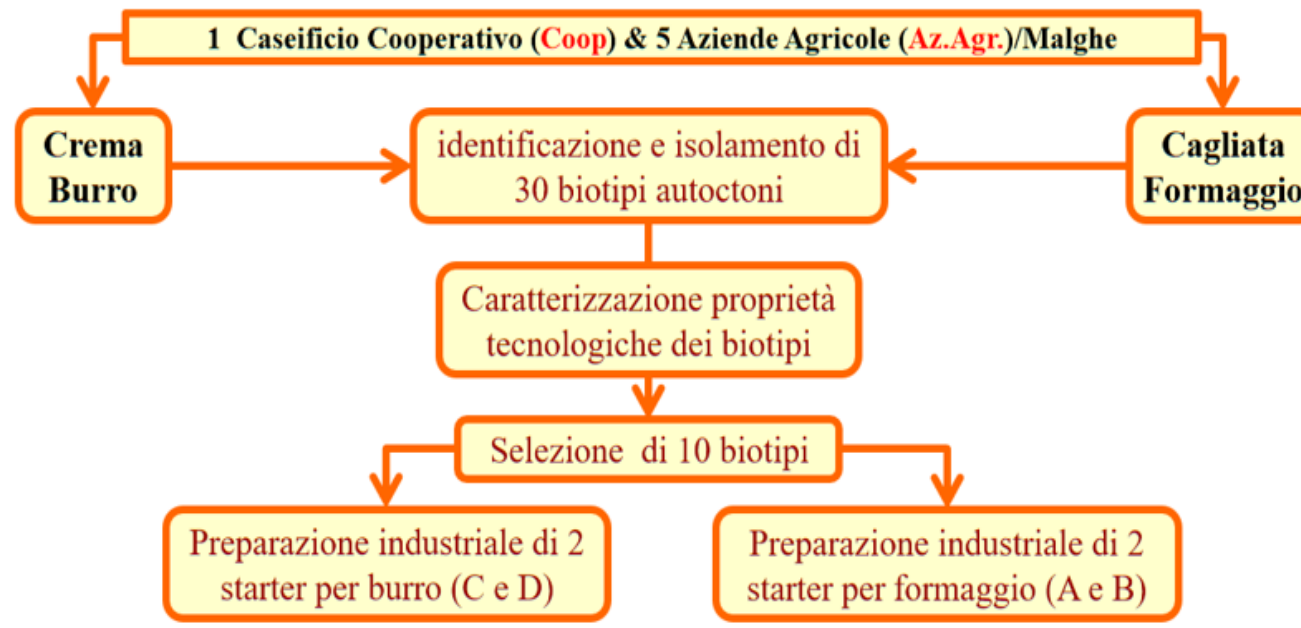 1 Caseificio Cooperativo (Coop) & 5 Aziende Agricole (Az.Agr.)/Malghe
Crema
Burro
identificazione e isolamento di
30 biotipi autoctoni
Cagliata
Formaggio
Caratterizzazione proprietà
tecnologiche dei biotipi
Selezione di 10 biotipi
Preparazione industriale di 2
starter per burro (C e D)
Preparazione industriale di 2
starter per formaggio (A e B)